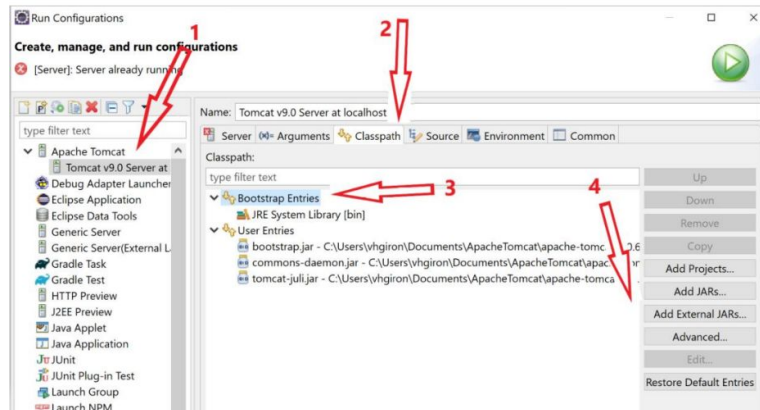 Run Configurations
Create, manage, and run configurations
[Server]: Server already running
1
2
Name: Tomcat v9.0 Server at localhost
type filter text
Server (x)= Arguments Classpath Source Environment Common
Apache Tomcat
Tomcat v9.0 Server at
Debug Adapter Launcher
Eclipse Application
Eclipse Data Tools
Generic Server
Generic Server(External L
Gradle Task
Gradle Test
HTTP Preview
J2EE Preview
Java Applet
Java Application
JUnit
JUnit Plug-in Test
Launch Group
Launch NPM
Classpath:
type filter text
Bootstrap Entries
3
JRE System Library [bin]
User Entries
bootstrap.jar - C:\Users\vhgiron\Documents\ApacheTomcat\apache-tomc 0.6
commons-daemon.jar - C:\Users\vhgiron\Documents\ApacheTomcat\apac
tomcat-juli.jar - C:\Users\vhgiron\Documents\ApacheTomcat\apache-tomc
4
Up
Down
Remove
Copy
Add Projects...
Add JARs...
Add External JARs...
Advanced...
Edit...
Restore Default Entries